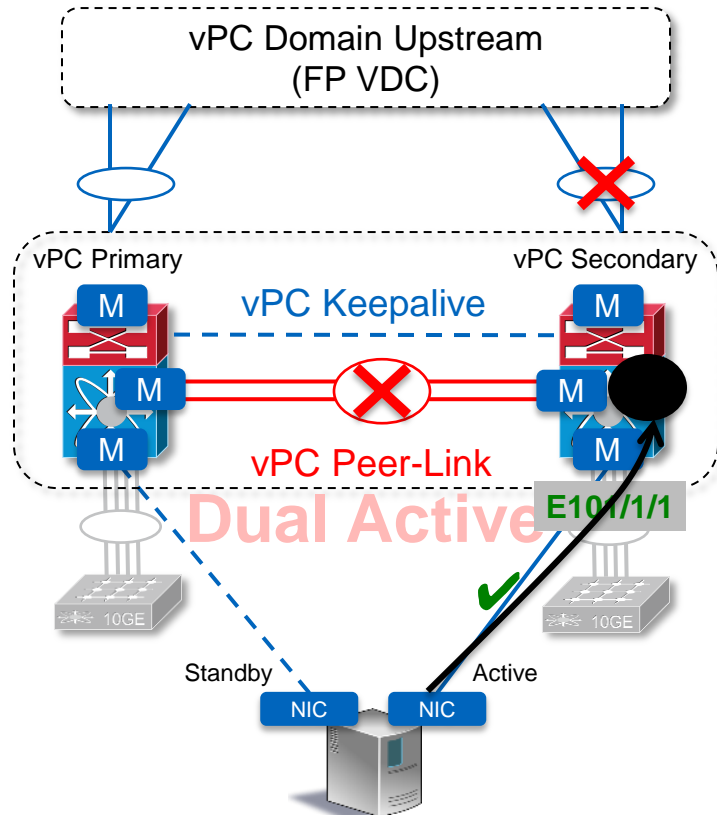 vPC Domain Upstream
(FP VDC)
vPC Primary
vPC Secondary
M
M
vPC Keepalive
M
M
M
M
vPC Peer-Link
Dual Active
E101/1/1
10GE
10GE
Standby
Active
NIC
NIC